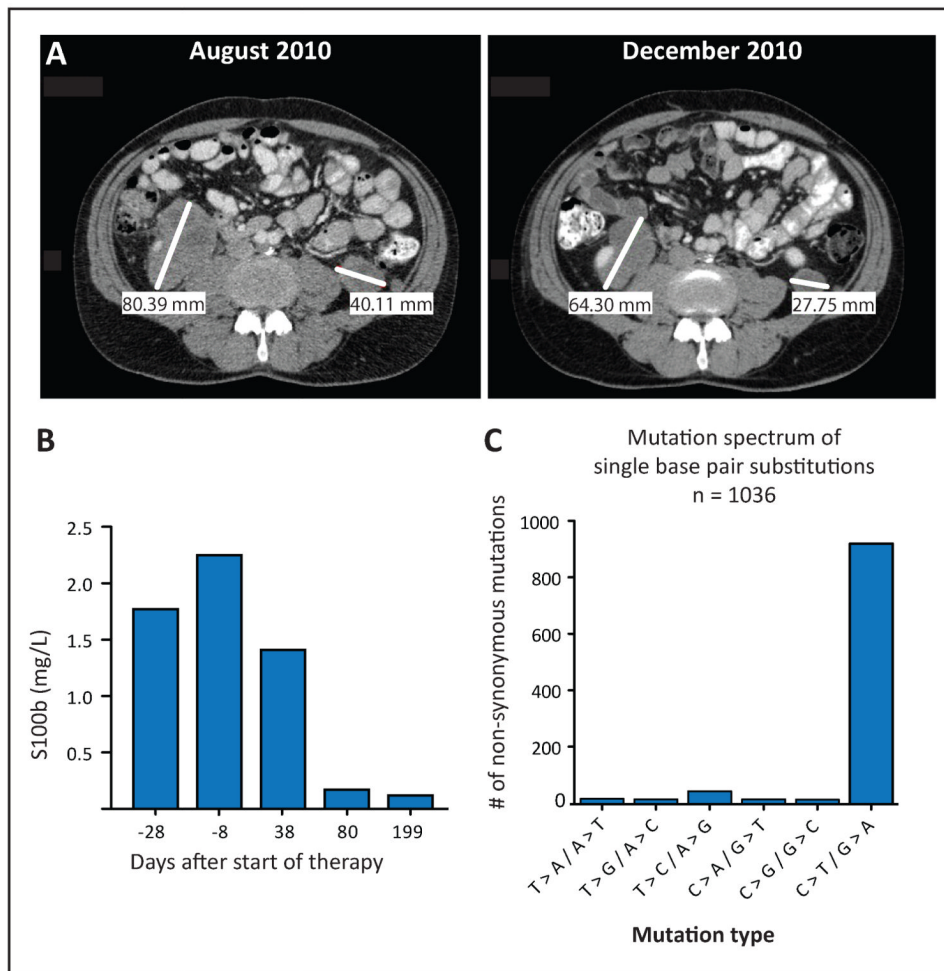 A
August 2010
December 2010
80.39 mm
40.11 mm
64.30 mm
27.75 mm
B
S100b (mg/L)
2.5
2.0
1.5
1.0
0.5
-28
-8
38
80
199
Days after start of therapy
C
Mutation spectrum of
single base pair substitutions
n = 1036
# of non-synonymous mutations
1000
800
600
400
200
0
T > A / A > T
T > G / A > C
T > C / A > G
C > A / G > T
C > G / G > C
C > T / G > A
Mutation type